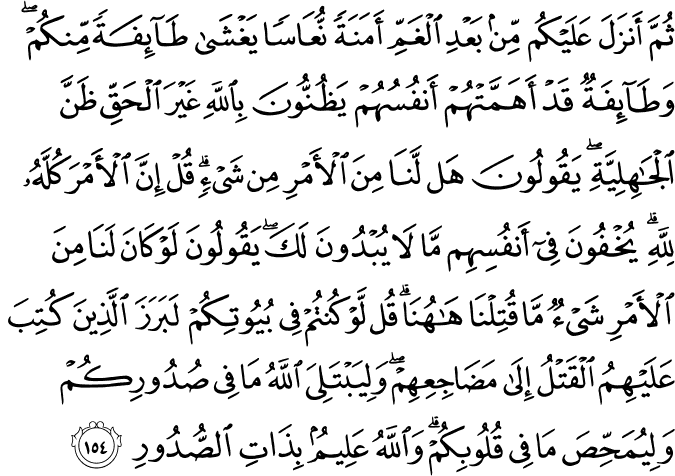 ثُمَّ أَنزَلَ عَلَيْكُم مِّنۢ بَعْدِ ٱلْغَمِّ أَمَنَةً نُّعَاسًا يَغْشَىٰ طَآئِفَةً مِّنكُمْ ۖ
وَطَآئِفَةٌ قَدْ أَهَمَّتْهُمْ أَنفُسُهُمْ يَظُنُّونَ بِٱللَّهِ غَيْرَ ٱلْحَقِّ ظَنَّ
ٱلْجَـٰهِلِيَّةِ ۖ يَقُولُونَ هَل لَّنَا مِنَ ٱلْأَمْرِ مِن شَىْءٍ ۗ قُلْ إِنَّ ٱلْأَمْرَ كُلَّهُۥ
لِلَّهِ ۗ يُخْفُونَ فِىٓ أَنفُسِهِم مَّا لَا يُبْدُونَ لَكَ ۖ يَقُولُونَ لَوْ كَانَ لَنَا مِنَ
ٱلْأَمْرِ شَىْءٌ مَّا قُتِلْنَا هَـٰهُنَا ۗ قُل لَّوْ كُنتُمْ فِى بُيُوتِكُمْ لَبَرَزَ ٱلَّذِينَ كُتِبَ
عَلَيْهِمُ ٱلْقَتْلُ إِلَىٰ مَضَاجِعِهِمْ ۖ وَلِيَبْتَلِىَ ٱللَّهُ مَا فِى صُدُورِكُمْ
وَلِيُمَحِّصَ مَا فِى قُلُوبِكُمْ ۗ وَٱللَّهُ عَلِيمٌۢ بِذَاتِ ٱلصُّدُورِ ١٥٤